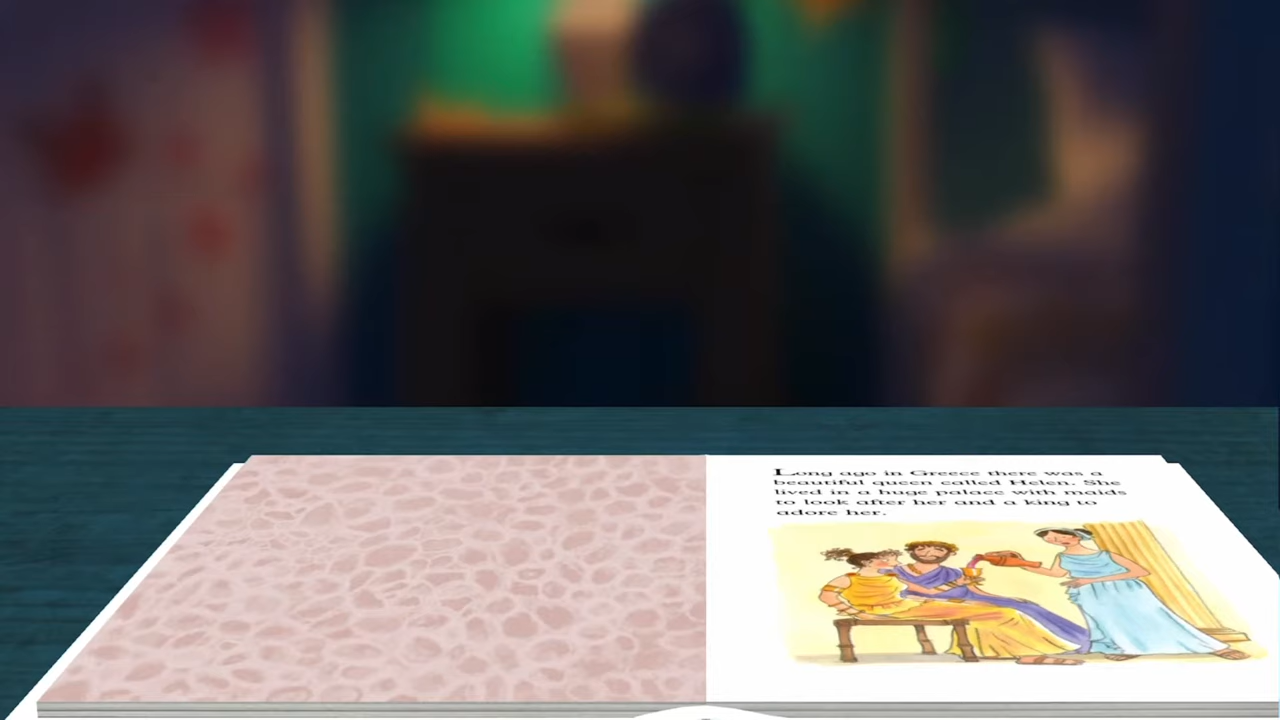 Long ago in Greece there was a
beautiful queen called Helen. She
lived in a huge palace with maids
to look after her and a king to
adore her.